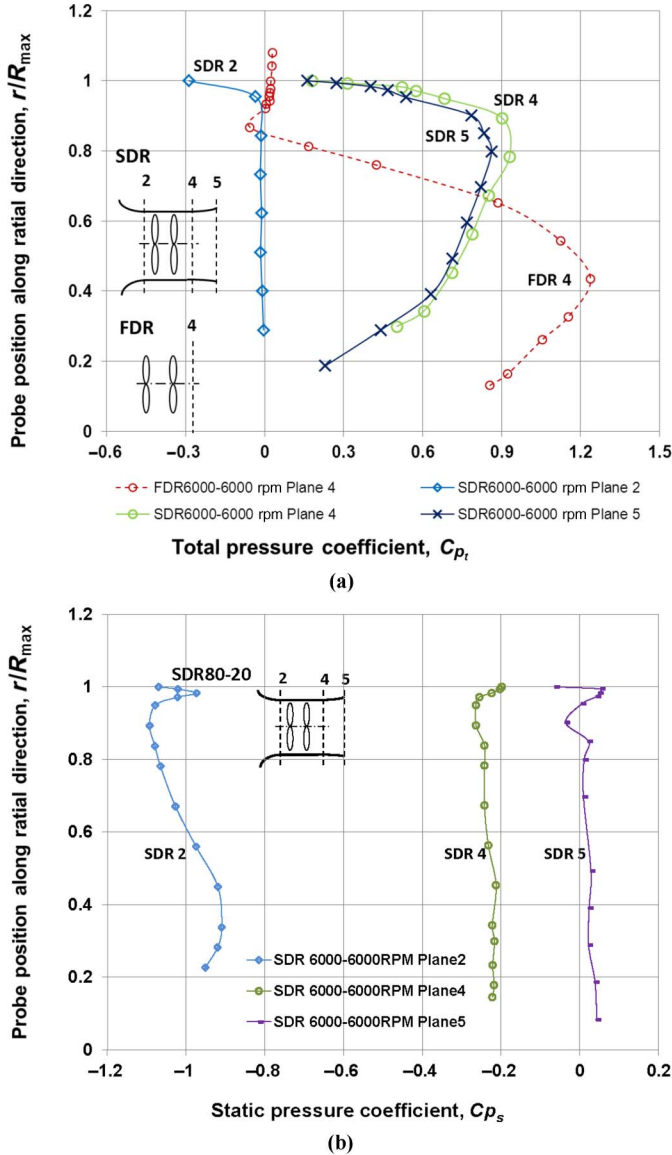 1.2
SDR 2
1
SDR 4
SDR 5
0.8
SDR
2 4 5
0.6
FDR 4
0.4
FDR
4
0.2
0
–0.6 –0.3 0 0.3 0.6 0.9 1.2 1.5
Probe position along ratial direction, r/Rmax
FDR6000-6000 rpm Plane 4
SDR6000-6000 rpm Plane 2
SDR6000-6000 rpm Plane 4
SDR6000-6000 rpm Plane 5
Total pressure coefficient, Cpt
(a)
1.2
SDR80-20
2 4 5
1
0.8
0.6
SDR 2
SDR 4
SDR 5
0.4
SDR 6000-6000RPM Plane2
0.2
SDR 6000-6000RPM Plane4
SDR 6000-6000RPM Plane5
0
–1.2 –1 –0.8 –0.6 –0.4 –0.2 0 0.2
Probe position along ratial direction, r/Rmax
Static pressure coefficient, Cps
(b)